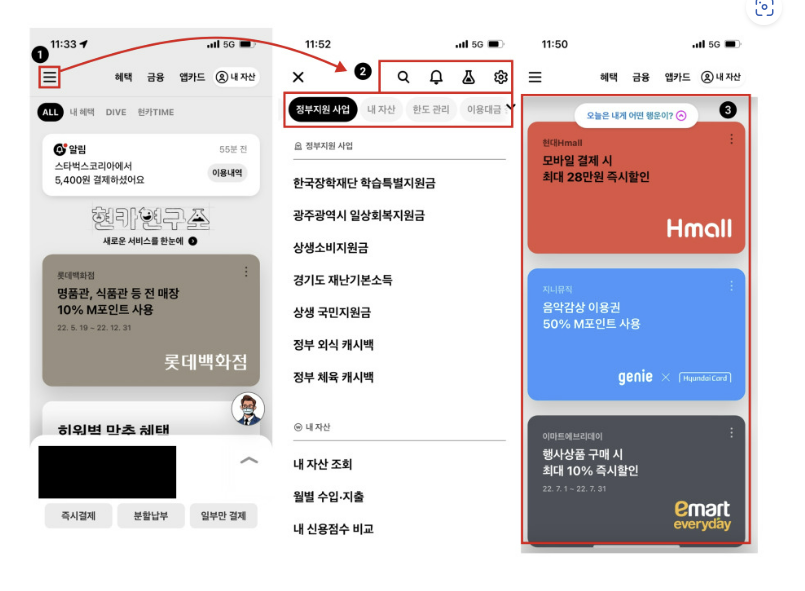 1
11:33
5G
혜택 금융 앱카드 내 자산
ALL 내 혜택 DIVE 현카TIME
알림 55분 전
스타벅스코리아에서
5,400원 결제하셨어요
이용내역
현카연구소
새로운 서비스를 한눈에
롯데백화점
명품관, 식품관 등 전 매장
10% M포인트 사용
22. 5. 19 ~ 22. 12. 31
롯데백화점
회원별 맞춤 혜택
즉시결제 분할납부 일부만 결제
11:52
5G
2
정부지원 사업 내 자산 한도 관리 이용대금
정부지원 사업
한국장학재단 학습특별지원금
광주광역시 일상회복지원금
상생소비지원금
경기도 재난기본소득
상생 국민지원금
정부 외식 캐시백
정부 체육 캐시백
내 자산
내 자산 조회
월별 수입·지출
내 신용점수 비교
11:50
5G
혜택 금융 앱카드 내 자산
오늘은 내게 어떤 행운이?
3
현대Hmall
모바일 결제 시
최대 28만원 즉시할인
Hmall
지니뮤직
음악감상 이용권
50% M포인트 사용
genie × HyundaiCard
이마트에브리데이
행사상품 구매 시
최대 10% 즉시할인
22. 7. 1 ~ 22. 7. 31
emart
everyday